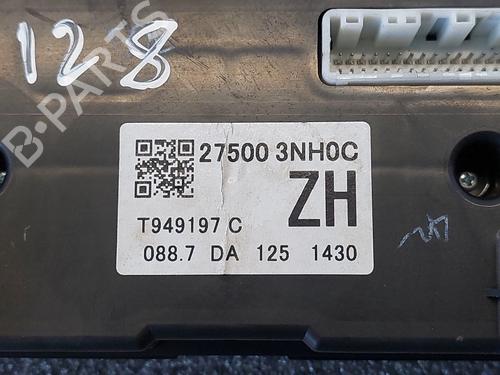 128
B-PARTS
27500 3NH0C
ZH
T949197 C
088.7 DA 125 1430